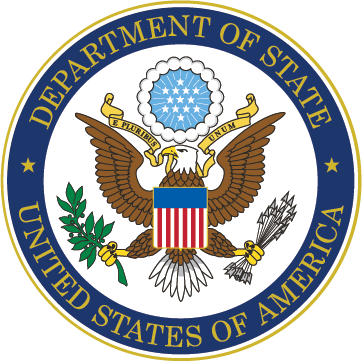 DEPARTMENT OF STATE
E PLURIBUS UNUM
UNITED STATES OF AMERICA